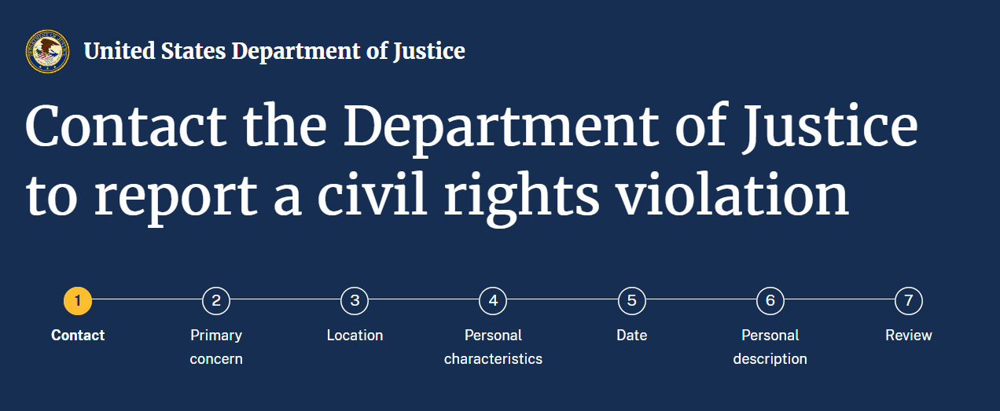 United States Department of Justice
Contact the Department of Justice
to report a civil rights violation
1
2
3
4
5
6
7
Contact
Primary
concern
Location
Personal
characteristics
Date
Personal
description
Review